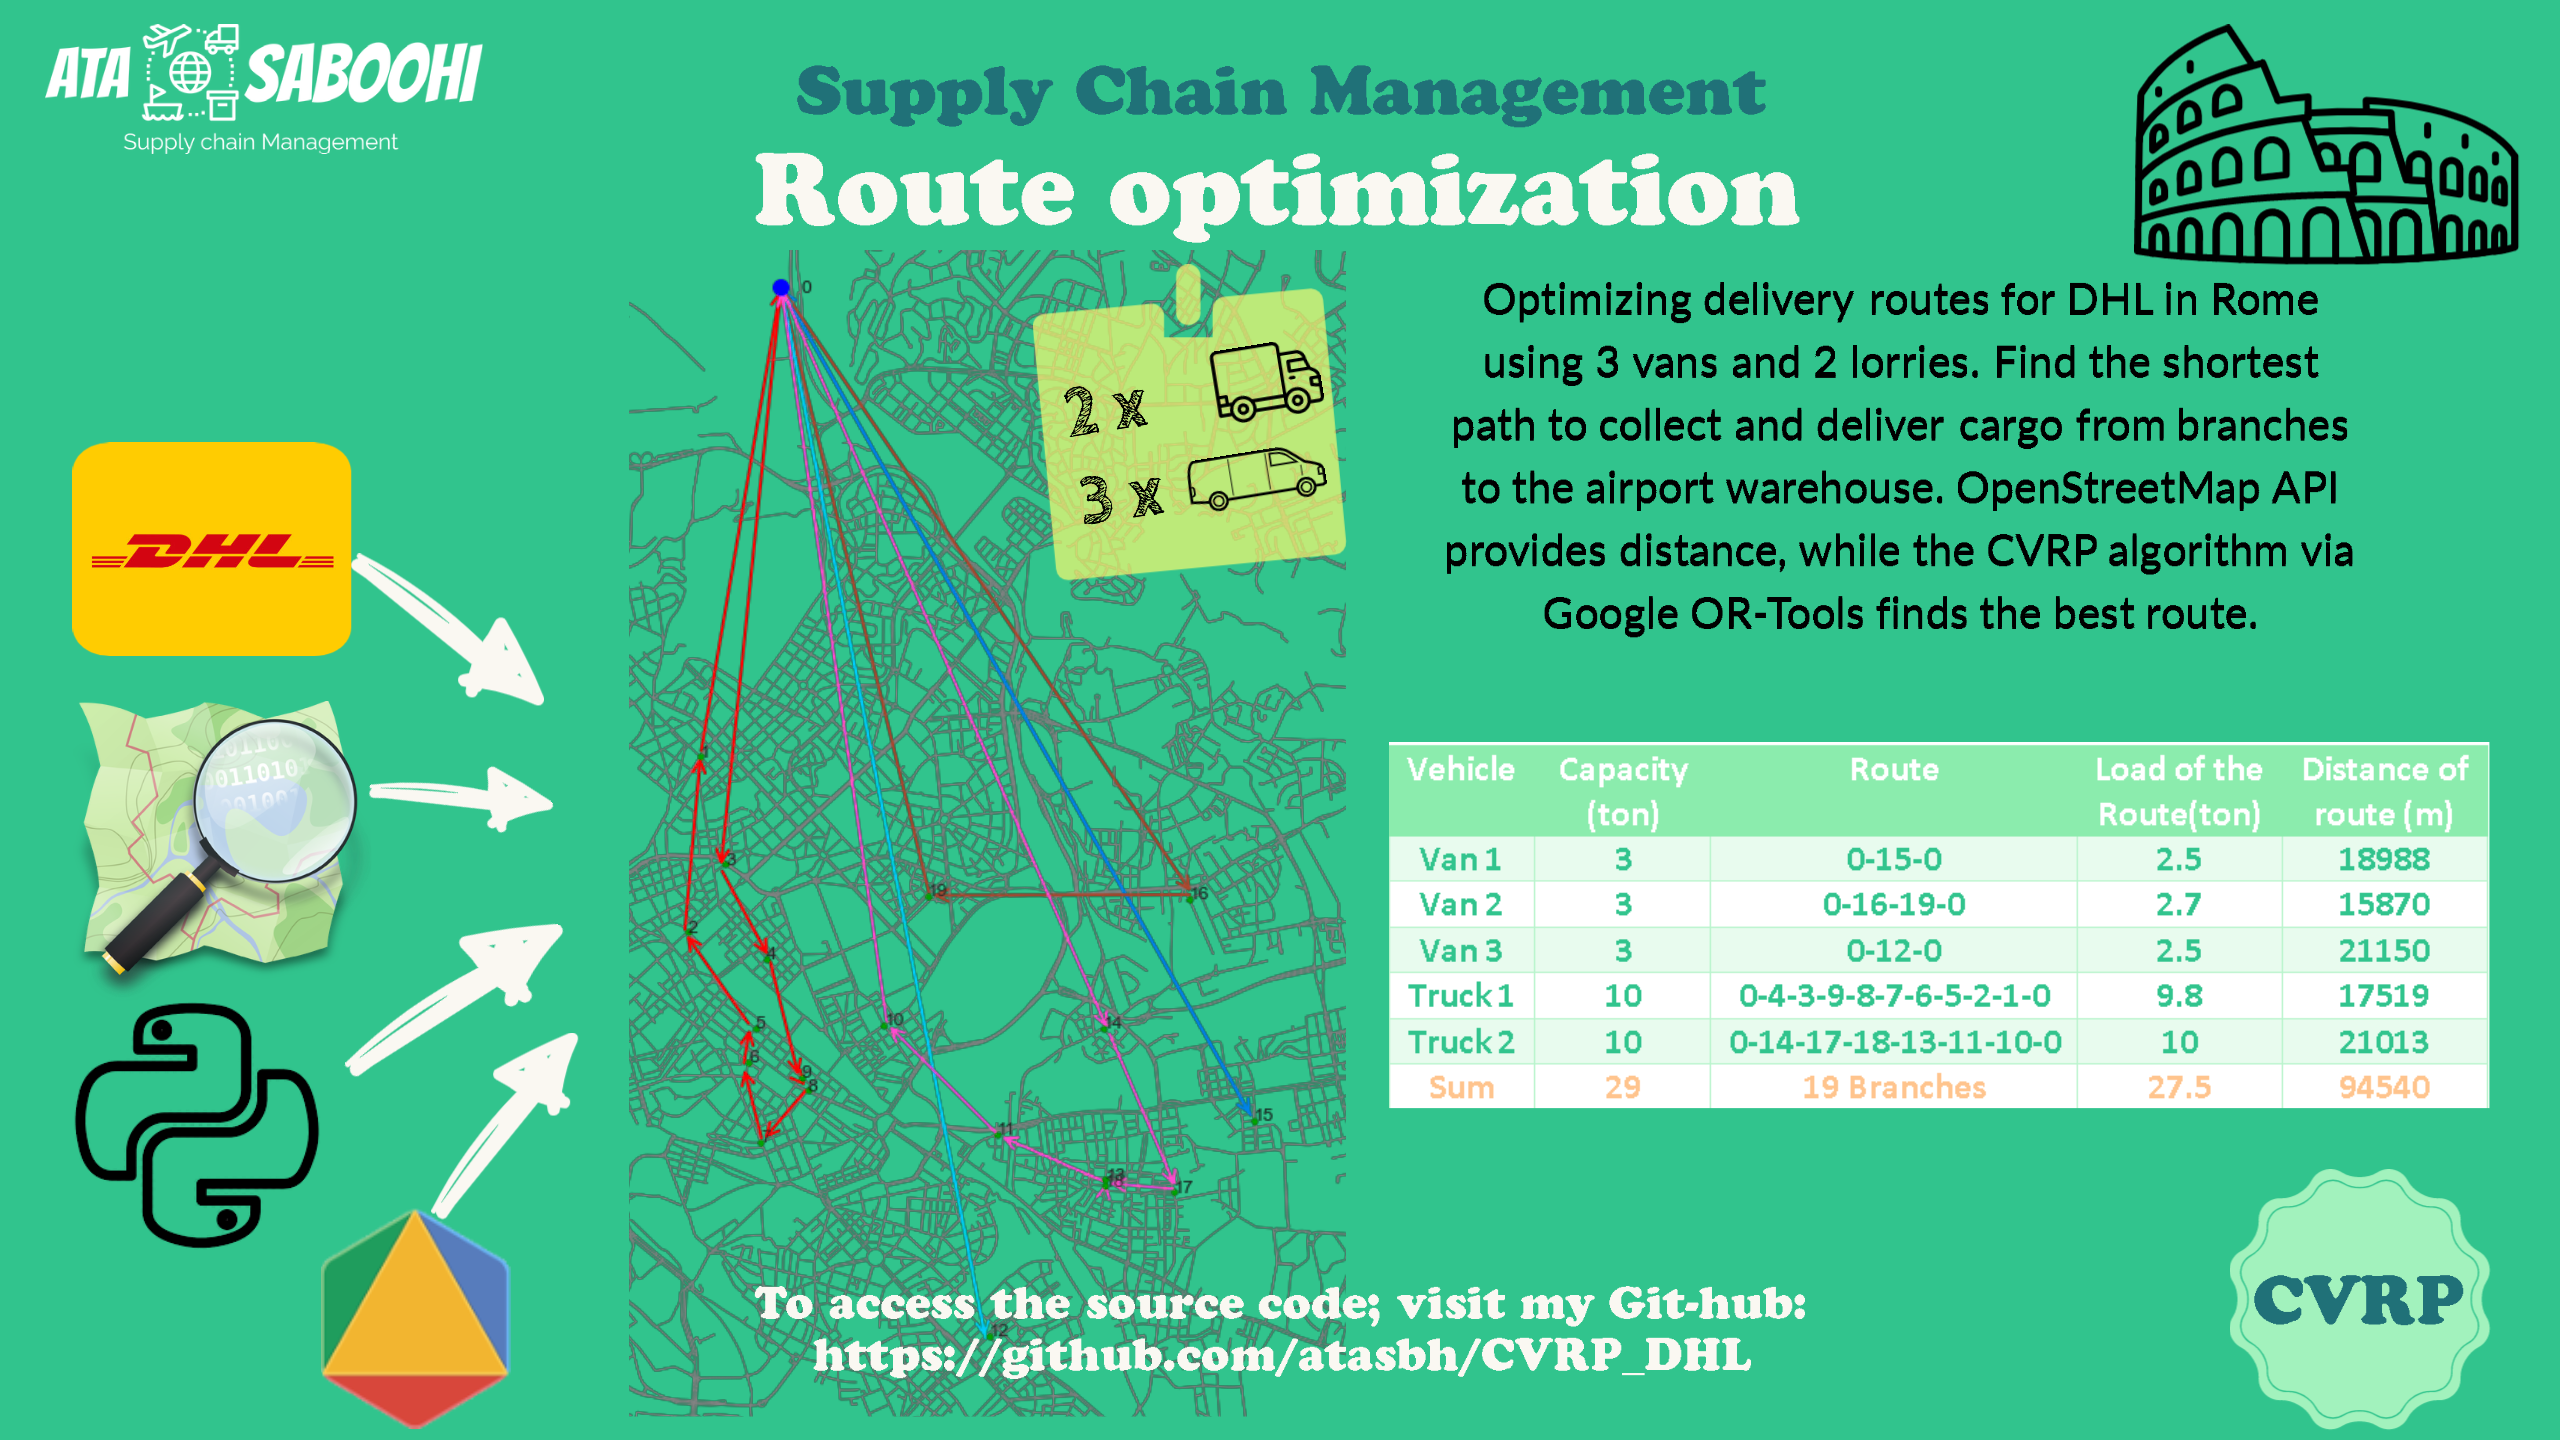 ATA SABOOHI
Supply chain Management
Supply Chain Management
Route optimization
Optimizing delivery routes for DHL in Rome
using 3 vans and 2 lorries. Find the shortest
path to collect and deliver cargo from branches
to the airport warehouse. OpenStreetMap API
provides distance, while the CVRP algorithm via
Google OR-Tools finds the best route.
2 x
3 x
DHL
0
1
3
2
4
5
6
9
8
19
16
10
14
15
11
13
17
12
Vehicle Capacity (ton) Route Load of the Route(ton) Distance of route (m)
Van 1 3 0-15-0 2.5 18988
Van 2 3 0-16-19-0 2.7 15870
Van 3 3 0-12-0 2.5 21150
Truck 1 10 0-4-3-9-8-7-6-5-2-1-0 9.8 17519
Truck 2 10 0-14-17-18-13-11-10-0 10 21013
Sum 29 19 Branches 27.5 94540
To access the source code; visit my Git-hub:
https://github.com/atasbh/CVRP_DHL
CVRP